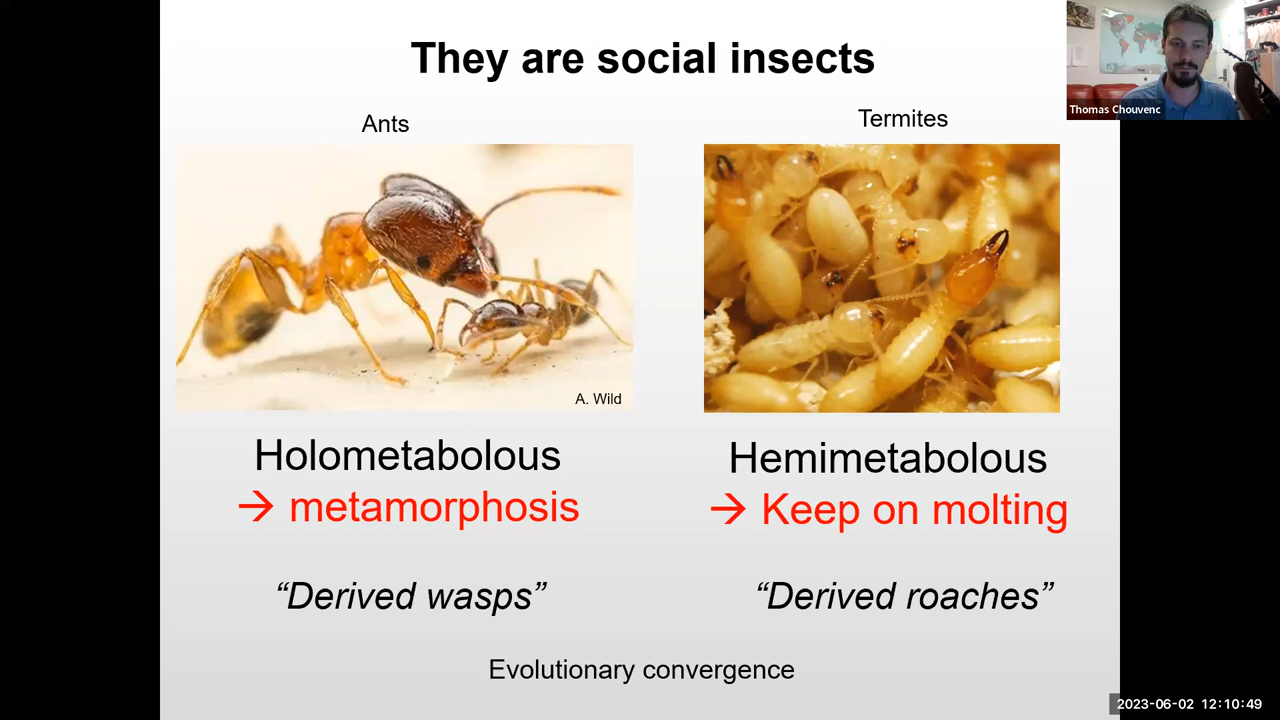 They are social insects
Thomas Chouvenc
Ants
Termites
A. Wild
Holometabolous
→ metamorphosis
Hemimetabolous
→ Keep on molting
“Derived wasps”
“Derived roaches”
Evolutionary convergence
2023-06-02 12:10:49